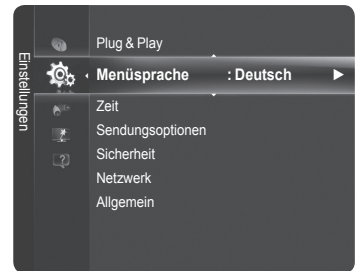 Einstellungen
Plug & Play
Menüsprache : Deutsch
Zeit
Sendungsoptionen
Sicherheit
Netzwerk
Allgemein